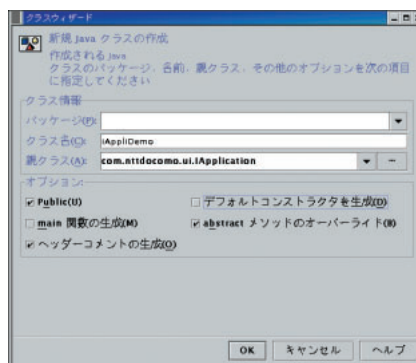 クラスウィザード
新規 Java クラスの作成
作成される java
クラスのパッケージ、名前、親クラス、その他のオプションを次の項目
に指定してください
クラス情報
パッケージ(P):
クラス名(C): iAppliDemo
親クラス(A): com.nttdocomo.ui.IApplication
オプション:
Public(U) デフォルトコンストラクタを生成(D)
main 関数の生成(M) abstract メソッドのオーバーライド(R)
ヘッダーコメントの生成(O)
OK キャンセル ヘルプ